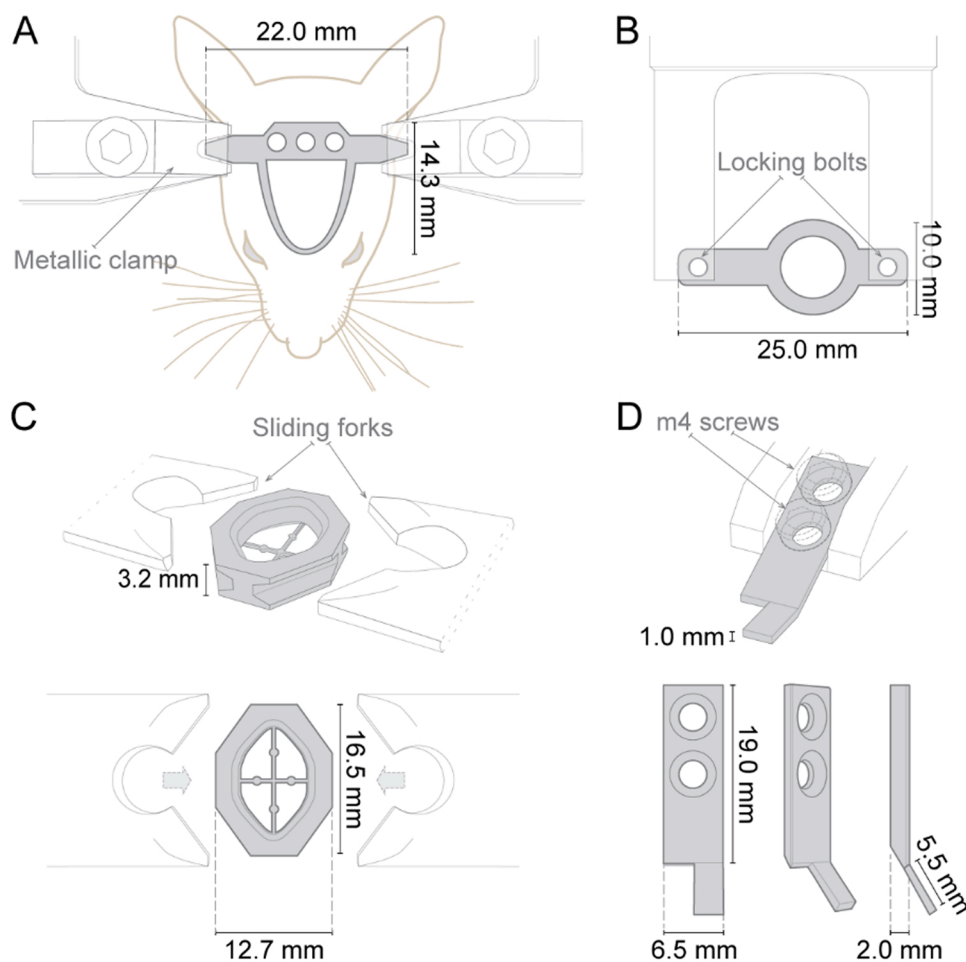 A
22.0 mm
14.3 mm
Metallic clamp
B
Locking bolts
10.0 mm
25.0 mm
C
Sliding forks
3.2 mm
16.5 mm
12.7 mm
D
m4 screws
1.0 mm
19.0 mm
5.5 mm
6.5 mm
2.0 mm